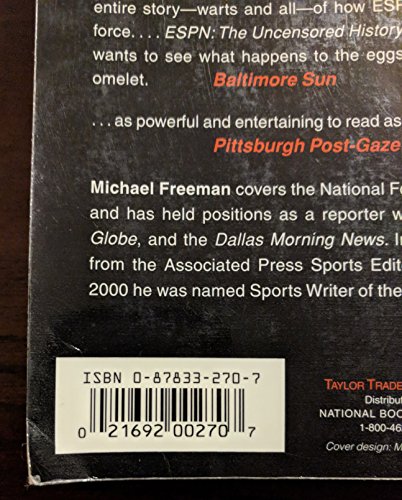 entire story—warts and all—of how ESP
force. . . . ESPN: The Uncensored History
wants to see what happens to the eggs
omelet. Baltimore Sun
. . . as powerful and entertaining to read as
Pittsburgh Post-Gaze
Michael Freeman covers the National Fo
and has held positions as a reporter w
Globe, and the Dallas Morning News. I
from the Associated Press Sports Edit
2000 he was named Sports Writer of the
ISBN 0-87833-270-7
0 21692 00270 7
TAYLOR TRADE
Distribut
NATIONAL BOO
1-800-46
Cover design: M